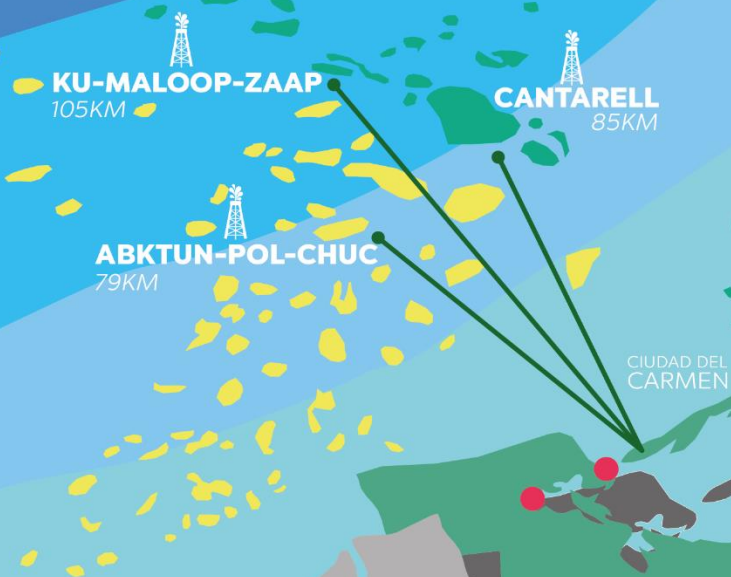 KU-MALOOP-ZAAP
105KM
CANTARELL
85KM
ABKTUN-POL-CHUC
79KM
CIUDAD DEL
CARMEN